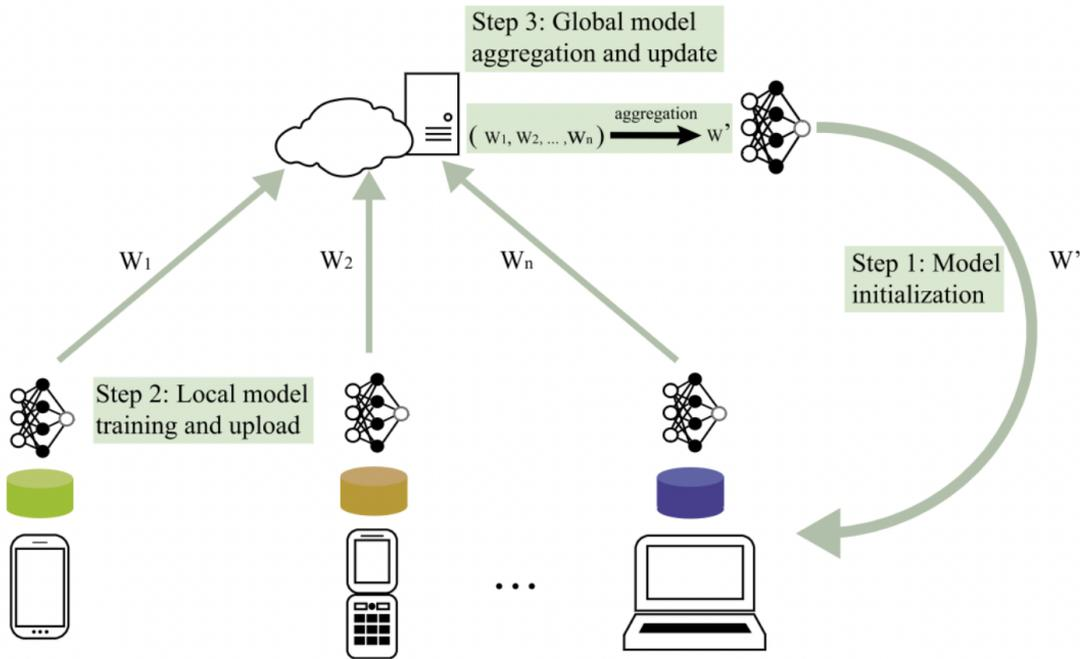 Step 3: Global model
aggregation and update
aggregation
( W1, W2, ... ,Wn ) W’
W1
W2
Wn
Step 1: Model
initialization
W’
Step 2: Local model
training and upload
...